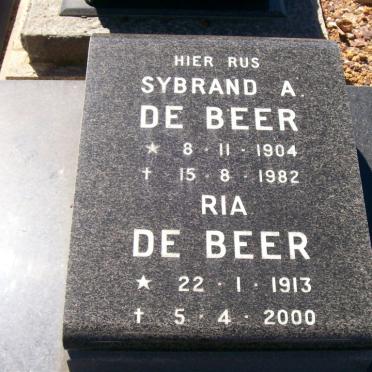 HIER RUS
SYBRAND A.
DE BEER
★ 8 · 11 · 1904
† 15 · 8 · 1982
RIA
DE BEER
★ 22 · 1 · 1913
† 5 · 4 · 2000